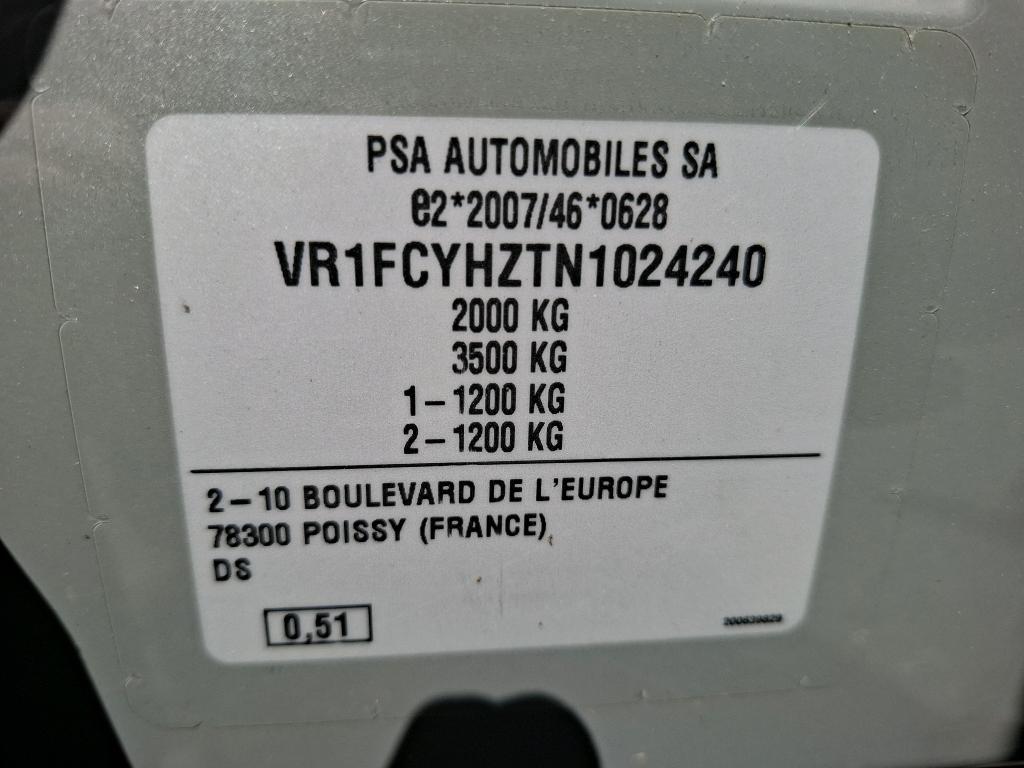 PSA AUTOMOBILES SA
e2*2007/46*0628
VR1FCYHZTN1024240
2000 KG
3500 KG
1-1200 KG
2-1200 KG
2-10 BOULEVARD DE L'EUROPE
78300 POISSY (FRANCE)
DS
0,51